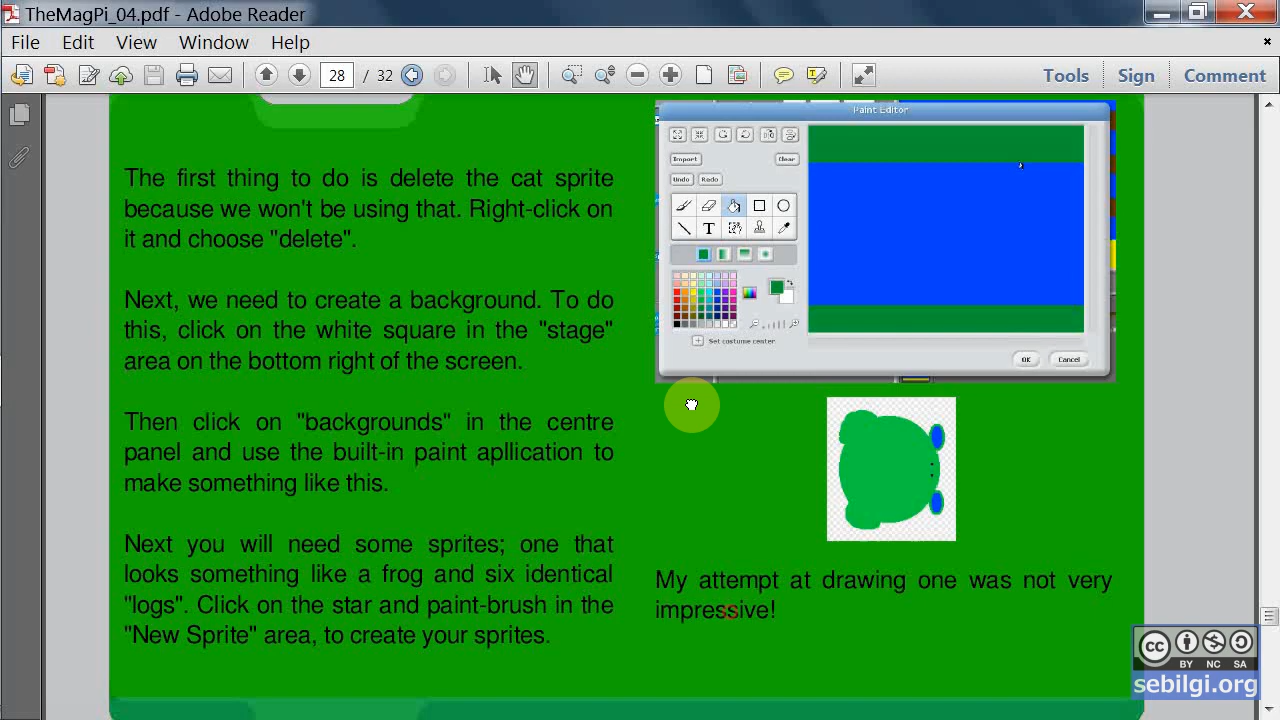 TheMagPi_04.pdf - Adobe Reader
File Edit View Window Help
28 / 32
Tools Sign Comment
The first thing to do is delete the cat sprite
because we won't be using that. Right-click on
it and choose "delete".
Next, we need to create a background. To do
this, click on the white square in the "stage"
area on the bottom right of the screen.
Then click on "backgrounds" in the centre
panel and use the built-in paint apllication to
make something like this.
Next you will need some sprites; one that
looks something like a frog and six identical
"logs". Click on the star and paint-brush in the
"New Sprite" area, to create your sprites.
Paint Editor
Import Clear
Undo Redo
T
Set costume center
OK Cancel
My attempt at drawing one was not very
impressive!
cc
BY NC SA
sebilgi.org